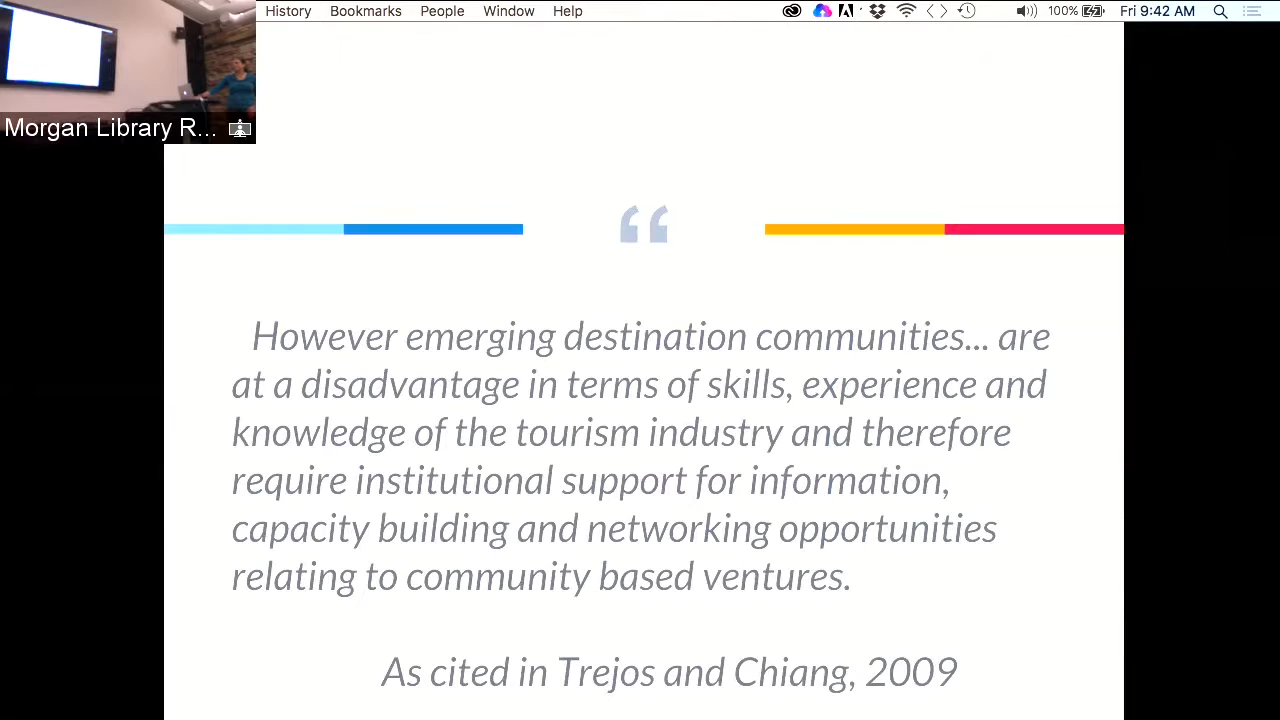 History Bookmarks People Window Help 100% Fri 9:42 AM
Morgan Library R...
“
However emerging destination communities... are
at a disadvantage in terms of skills, experience and
knowledge of the tourism industry and therefore
require institutional support for information,
capacity building and networking opportunities
relating to community based ventures.
As cited in Trejos and Chiang, 2009